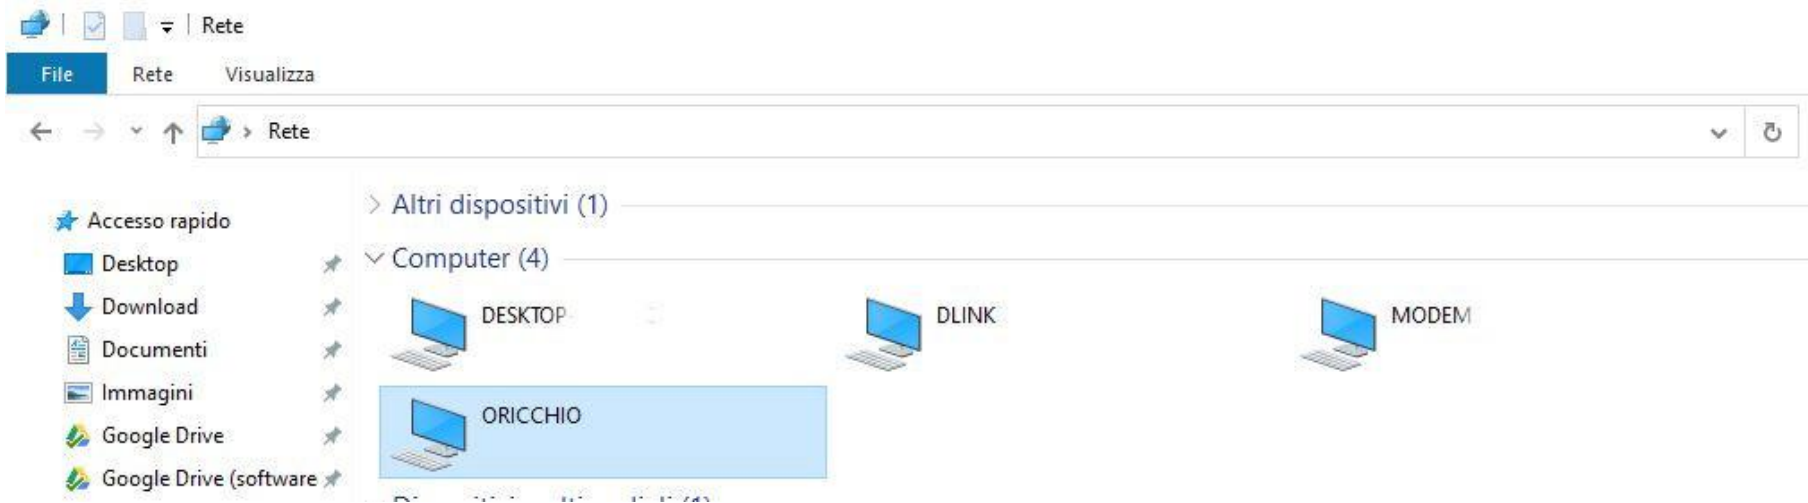 Rete
File Rete Visualizza
Rete
Accesso rapido
Desktop
Download
Documenti
Immagini
Google Drive
Google Drive (software
Altri dispositivi (1)
Computer (4)
DESKTOP
DLINK
MODEM
ORICCHIO